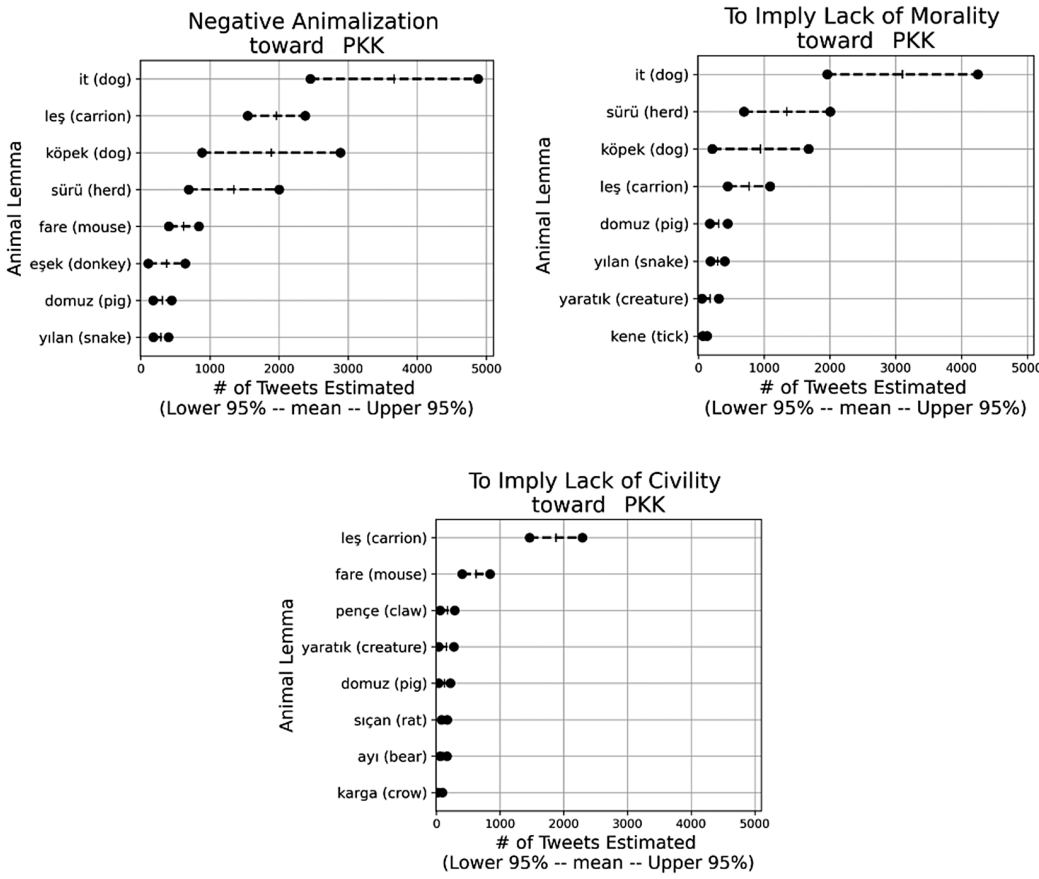 Negative Animalization
toward PKK
Animal Lemma
it (dog)
leş (carrion)
köpek (dog)
sürü (herd)
fare (mouse)
eşek (donkey)
domuz (pig)
yılan (snake)
0 1000 2000 3000 4000 5000
# of Tweets Estimated
(Lower 95% -- mean -- Upper 95%)
To Imply Lack of Morality
toward PKK
Animal Lemma
it (dog)
sürü (herd)
köpek (dog)
leş (carrion)
domuz (pig)
yılan (snake)
yaratık (creature)
kene (tick)
0 1000 2000 3000 4000 5000
# of Tweets Estimated
(Lower 95% -- mean -- Upper 95%)
To Imply Lack of Civility
toward PKK
Animal Lemma
leş (carrion)
fare (mouse)
pençe (claw)
yaratık (creature)
domuz (pig)
sıçan (rat)
ayı (bear)
karga (crow)
0 1000 2000 3000 4000 5000
# of Tweets Estimated
(Lower 95% -- mean -- Upper 95%)